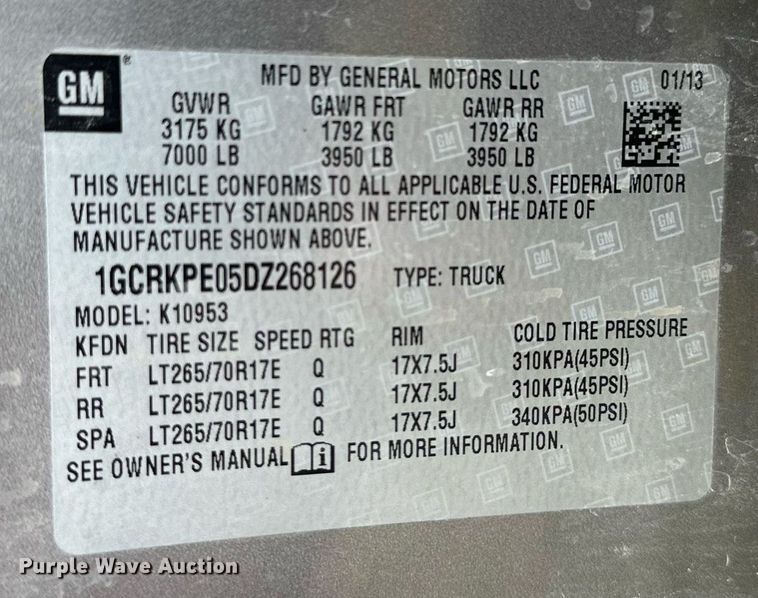 GM®
MFD BY GENERAL MOTORS LLC 01/13
GVWR GAWR FRT GAWR RR
3175 KG 1792 KG 1792 KG
7000 LB 3950 LB 3950 LB
THIS VEHICLE CONFORMS TO ALL APPLICABLE U.S. FEDERAL MOTOR
VEHICLE SAFETY STANDARDS IN EFFECT ON THE DATE OF
MANUFACTURE SHOWN ABOVE.
1GCRKPE05DZ268126 TYPE: TRUCK
MODEL: K10953
KFDN TIRE SIZE SPEED RTG RIM COLD TIRE PRESSURE
FRT LT265/70R17E Q 17X7.5J 310KPA(45PSI)
RR LT265/70R17E Q 17X7.5J 310KPA(45PSI)
SPA LT265/70R17E Q 17X7.5J 340KPA(50PSI)
SEE OWNER'S MANUAL i FOR MORE INFORMATION.
Purple Wave Auction